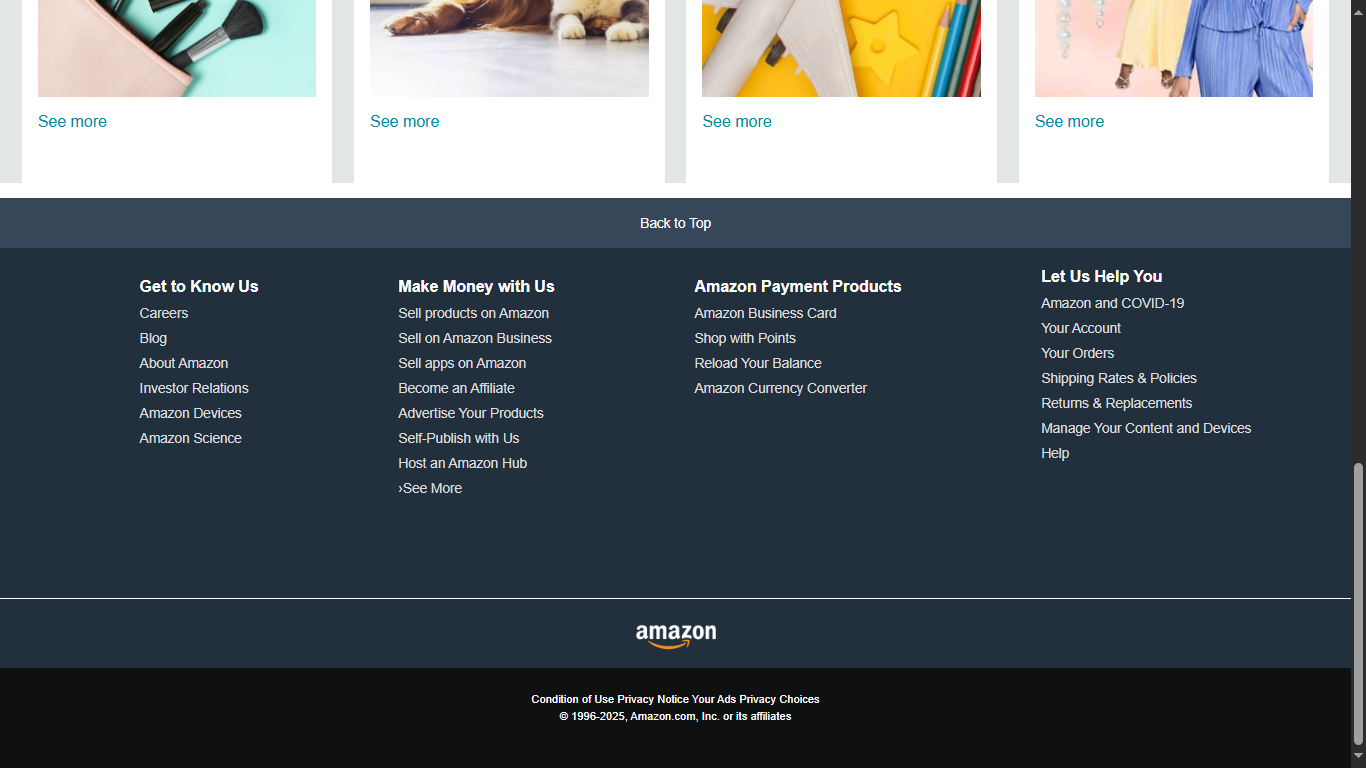 See more
See more
See more
See more
Back to Top
Get to Know Us
Careers
Blog
About Amazon
Investor Relations
Amazon Devices
Amazon Science
Make Money with Us
Sell products on Amazon
Sell on Amazon Business
Sell apps on Amazon
Become an Affiliate
Advertise Your Products
Self-Publish with Us
Host an Amazon Hub
›See More
Amazon Payment Products
Amazon Business Card
Shop with Points
Reload Your Balance
Amazon Currency Converter
Let Us Help You
Amazon and COVID-19
Your Account
Your Orders
Shipping Rates & Policies
Returns & Replacements
Manage Your Content and Devices
Help
amazon
Condition of Use Privacy Notice Your Ads Privacy Choices
© 1996-2025, Amazon.com, Inc. or its affiliates